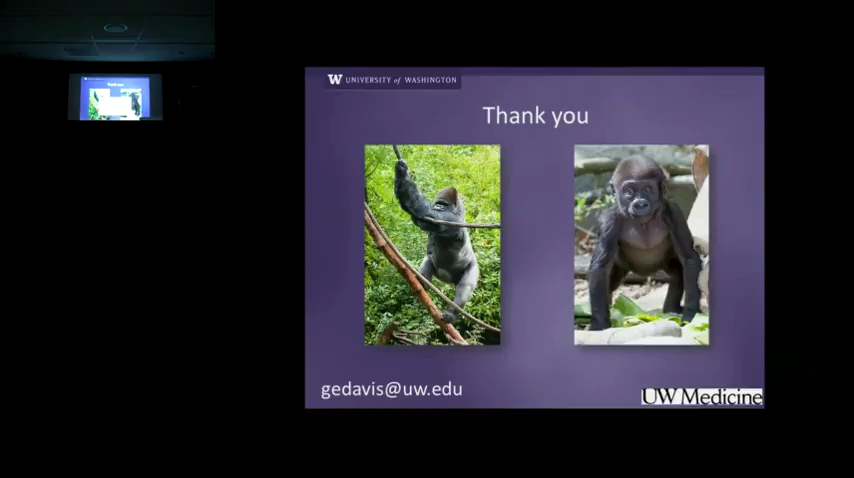 W UNIVERSITY of WASHINGTON
Thank you
gedavis@uw.edu
UW Medicine